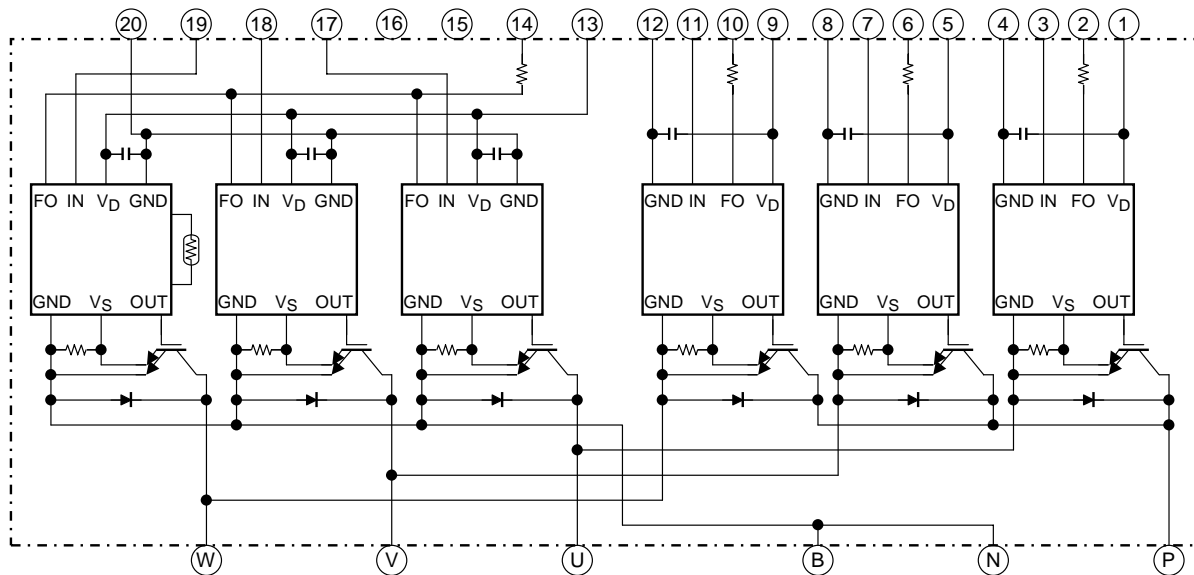 20 19 18 17 16 15 14 13 12 11 10 9 8 7 6 5 4 3 2 1
FO IN VD GND FO IN VD GND FO IN VD GND GND IN FO VD GND IN FO VD GND IN FO VD
GND VS OUT GND VS OUT GND VS OUT GND VS OUT GND VS OUT GND VS OUT
W V U B N P